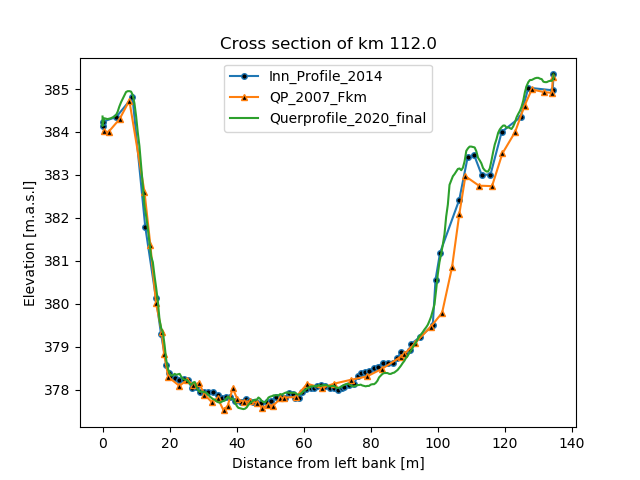 Cross section of km 112.0
Inn_Profile_2014
QP_2007_Fkm
Querprofile_2020_final
Elevation [m.a.s.l]
385
384
383
382
381
380
379
378
0 20 40 60 80 100 120 140
Distance from left bank [m]